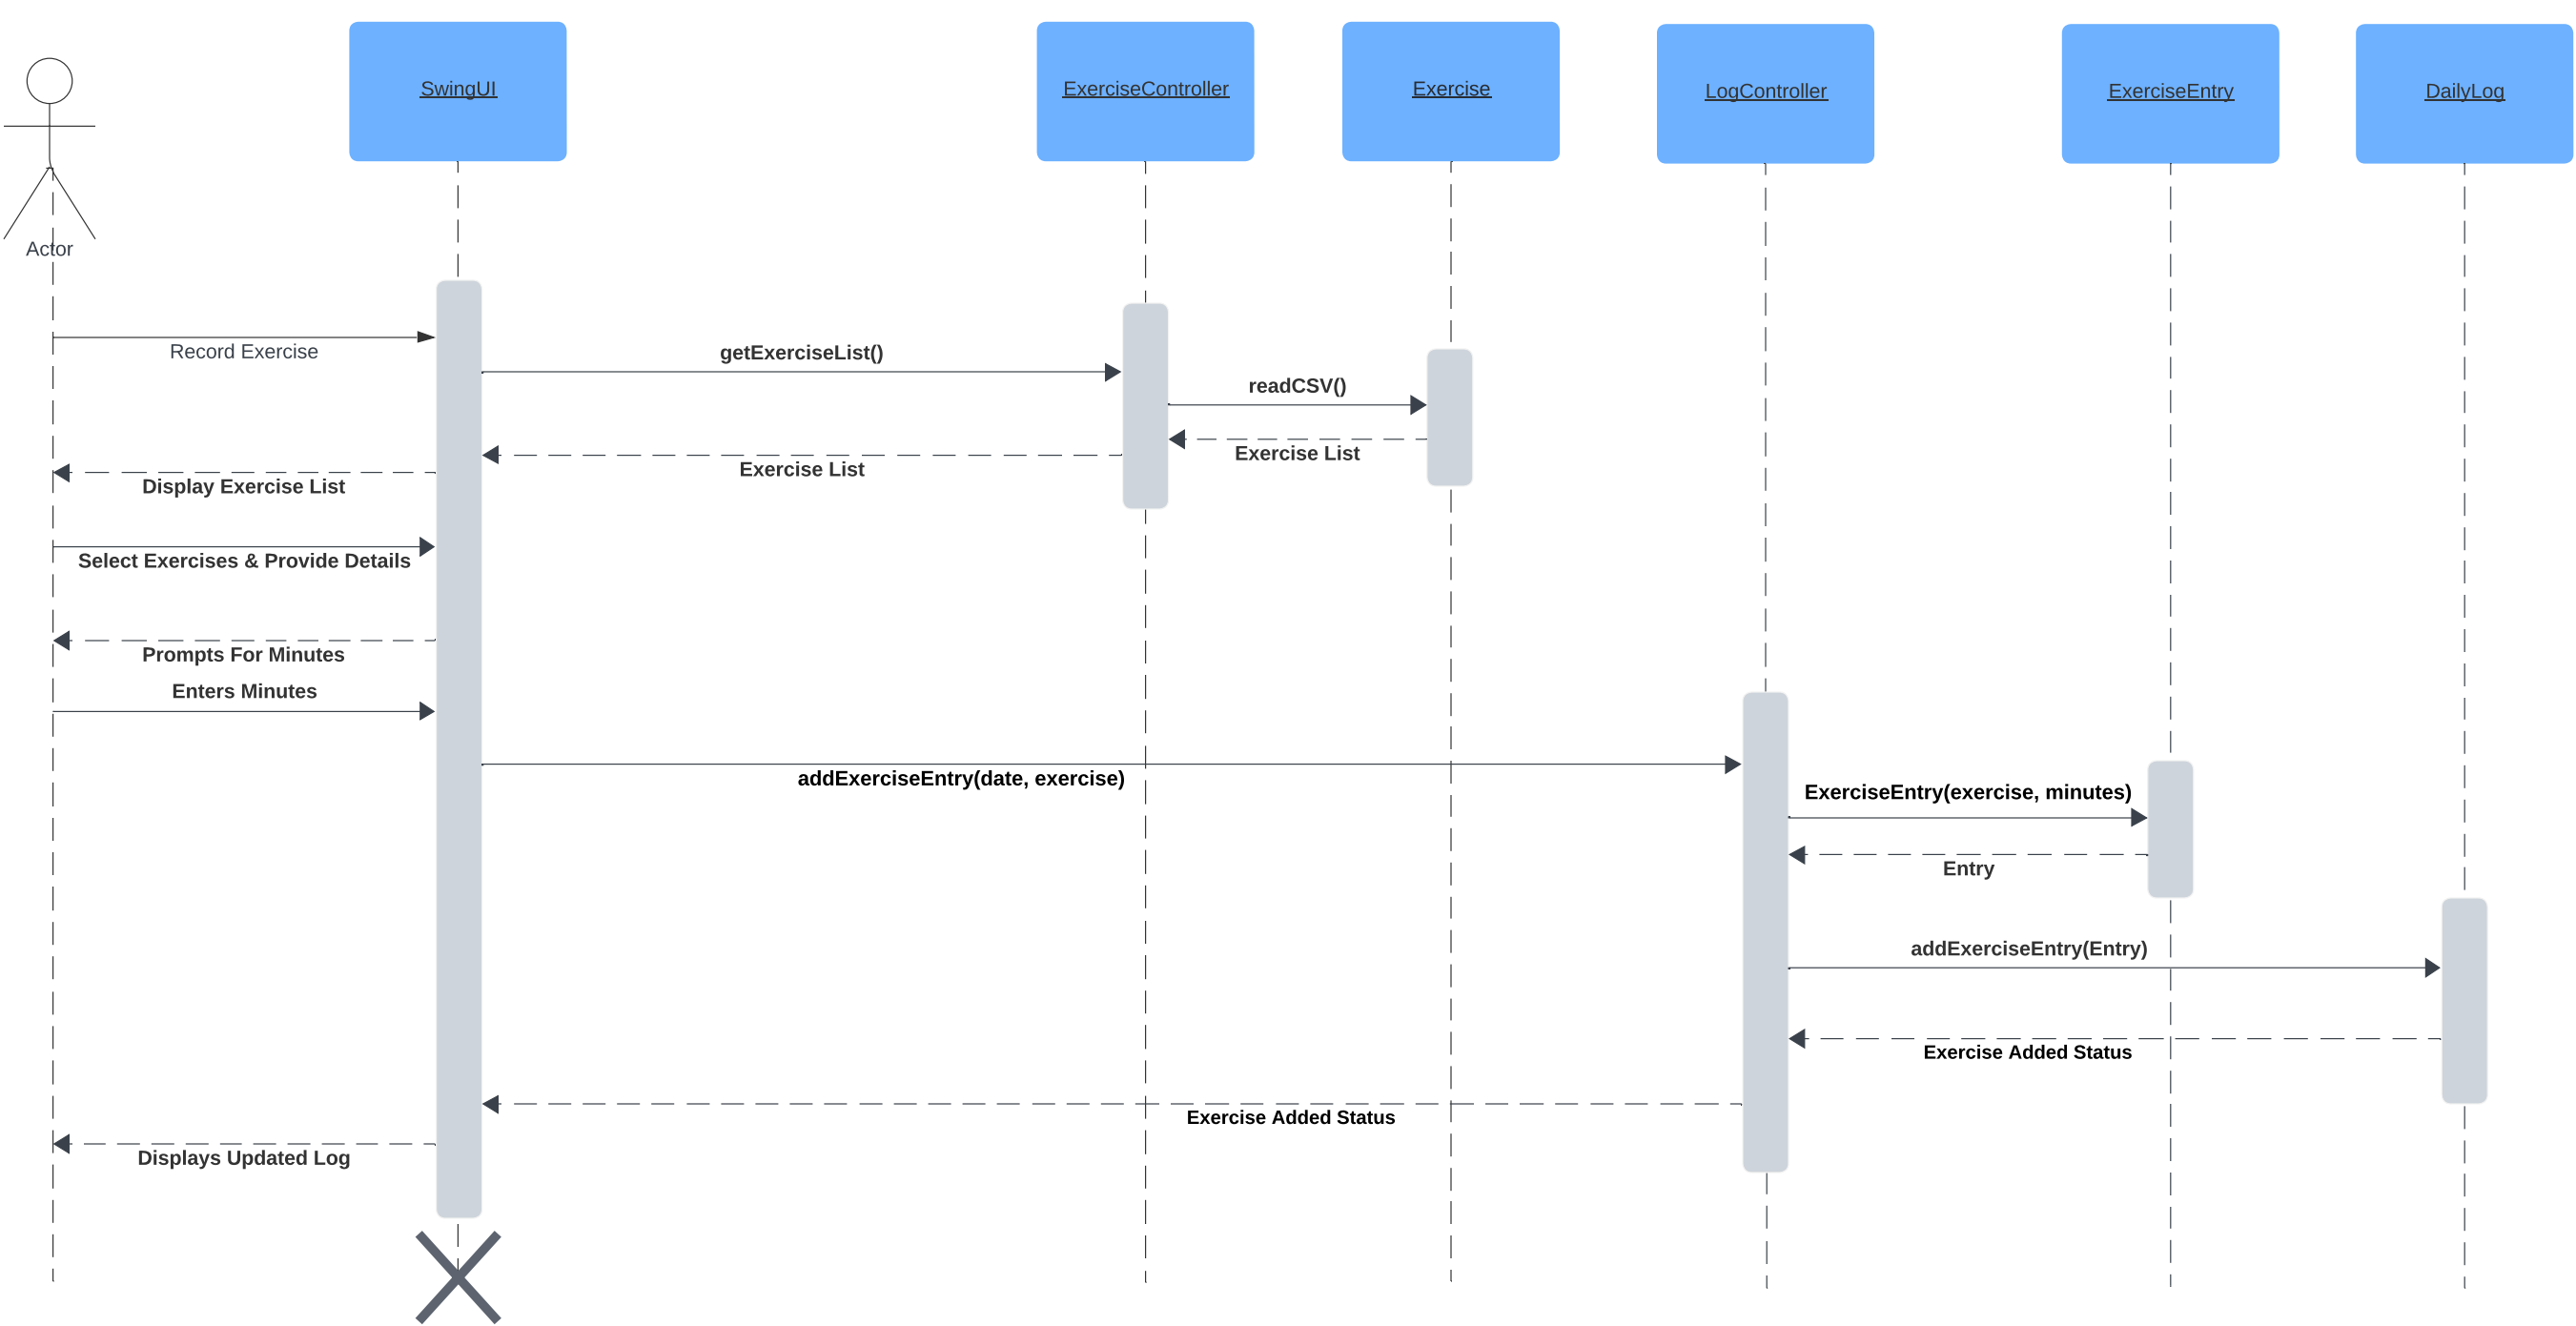 SwingUI
ExerciseController
Exercise
LogController
ExerciseEntry
DailyLog
Actor
Record Exercise
getExerciseList()
readCSV()
Exercise List
Exercise List
Display Exercise List
Select Exercises & Provide Details
Prompts For Minutes
Enters Minutes
addExerciseEntry(date, exercise)
ExerciseEntry(exercise, minutes)
Entry
addExerciseEntry(Entry)
Exercise Added Status
Exercise Added Status
Displays Updated Log